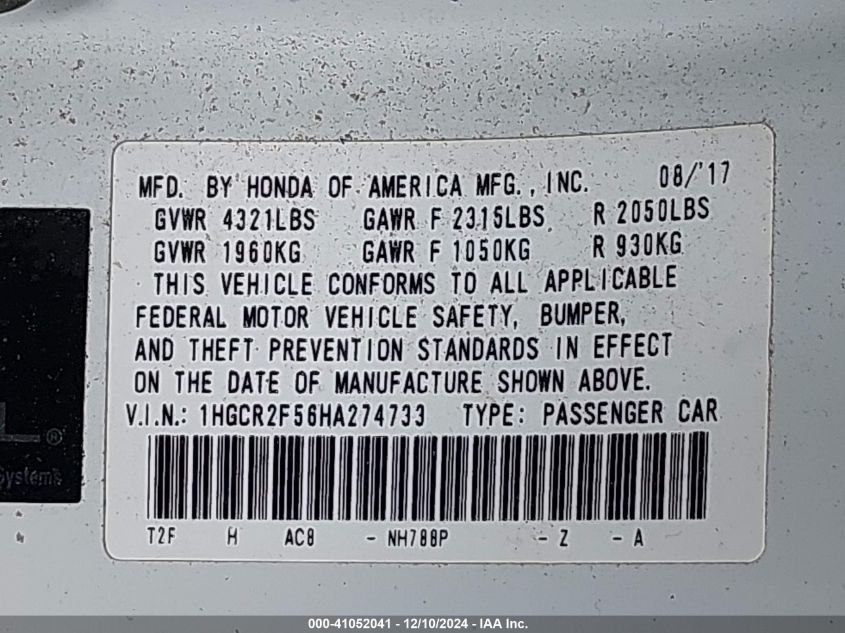 MFD. BY HONDA OF AMERICA MFG., INC. 08/'17
GVWR 4321LBS GAWR F 2315LBS R 2050LBS
GVWR 1960KG GAWR F 1050KG R 930KG
THIS VEHICLE CONFORMS TO ALL APPLICABLE
FEDERAL MOTOR VEHICLE SAFETY, BUMPER,
AND THEFT PREVENTION STANDARDS IN EFFECT
ON THE DATE OF MANUFACTURE SHOWN ABOVE.
V.I.N.: 1HGCR2F56HA274733 TYPE: PASSENGER CAR
L®
Systems
T2F H AC8 - NH788P - Z - A
000-41052041 - 12/10/2024 - IAA Inc.